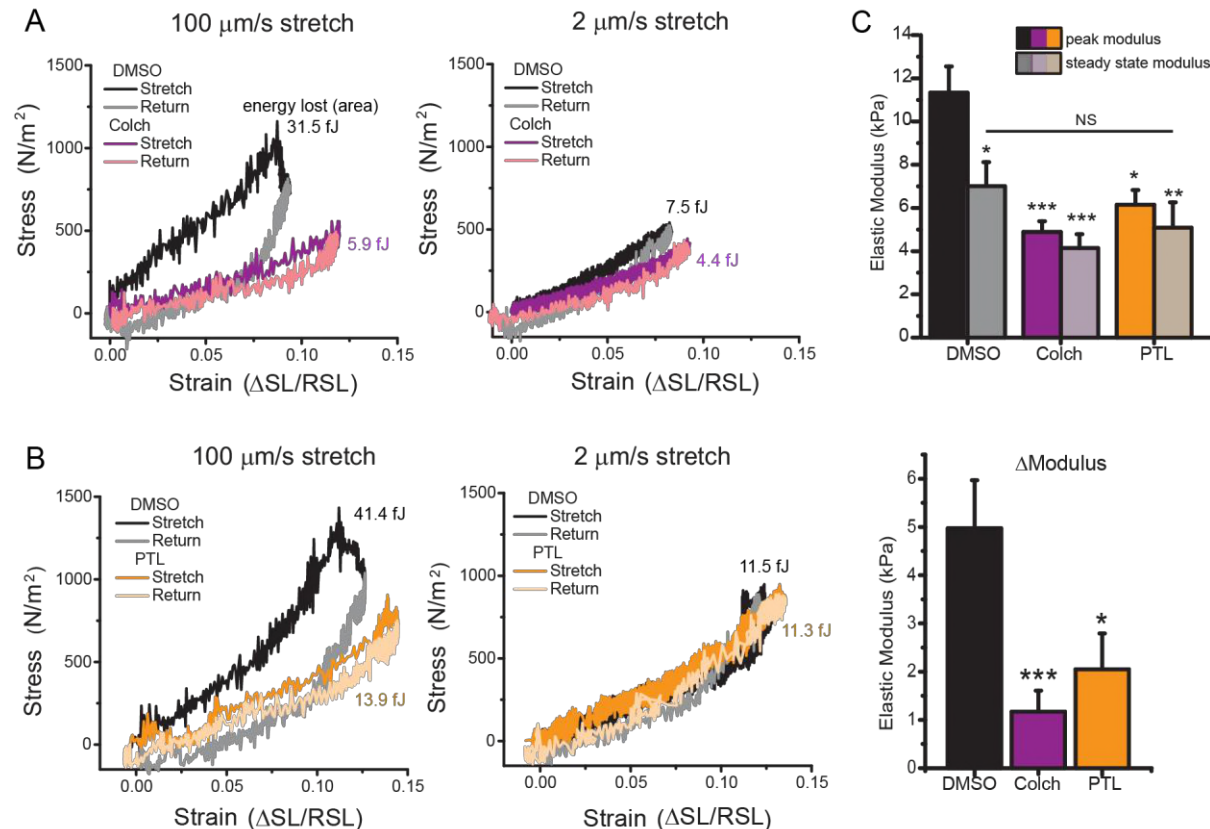 A
100 μm/s stretch
1500
1000
500
0
Stress (N/m²)
DMSO
Stretch
Return
Colch
Stretch
Return
energy lost (area)
31.5 fJ
5.9 fJ
0.00 0.05 0.10 0.15
Strain (ΔSL/RSL)
2 μm/s stretch
1500
1000
500
0
Stress (N/m²)
DMSO
Stretch
Return
Colch
Stretch
Return
7.5 fJ
4.4 fJ
0.00 0.05 0.10 0.15
Strain (ΔSL/RSL)
B
100 μm/s stretch
1500
1000
500
0
Stress (N/m²)
DMSO
Stretch
Return
PTL
Stretch
Return
41.4 fJ
13.9 fJ
0.00 0.05 0.10 0.15
Strain (ΔSL/RSL)
2 μm/s stretch
1500
1000
500
0
Stress (N/m²)
DMSO
Stretch
Return
PTL
Stretch
Return
11.5 fJ
11.3 fJ
0.00 0.05 0.10 0.15
Strain (ΔSL/RSL)
C
peak modulus
steady state modulus
14
12
10
8
6
4
2
0
Elastic Modulus (kPa)
NS
*
***
***
*
**
DMSO Colch PTL
ΔModulus
6
5
4
3
2
1
0
Elastic Modulus (kPa)
***
*
DMSO Colch PTL